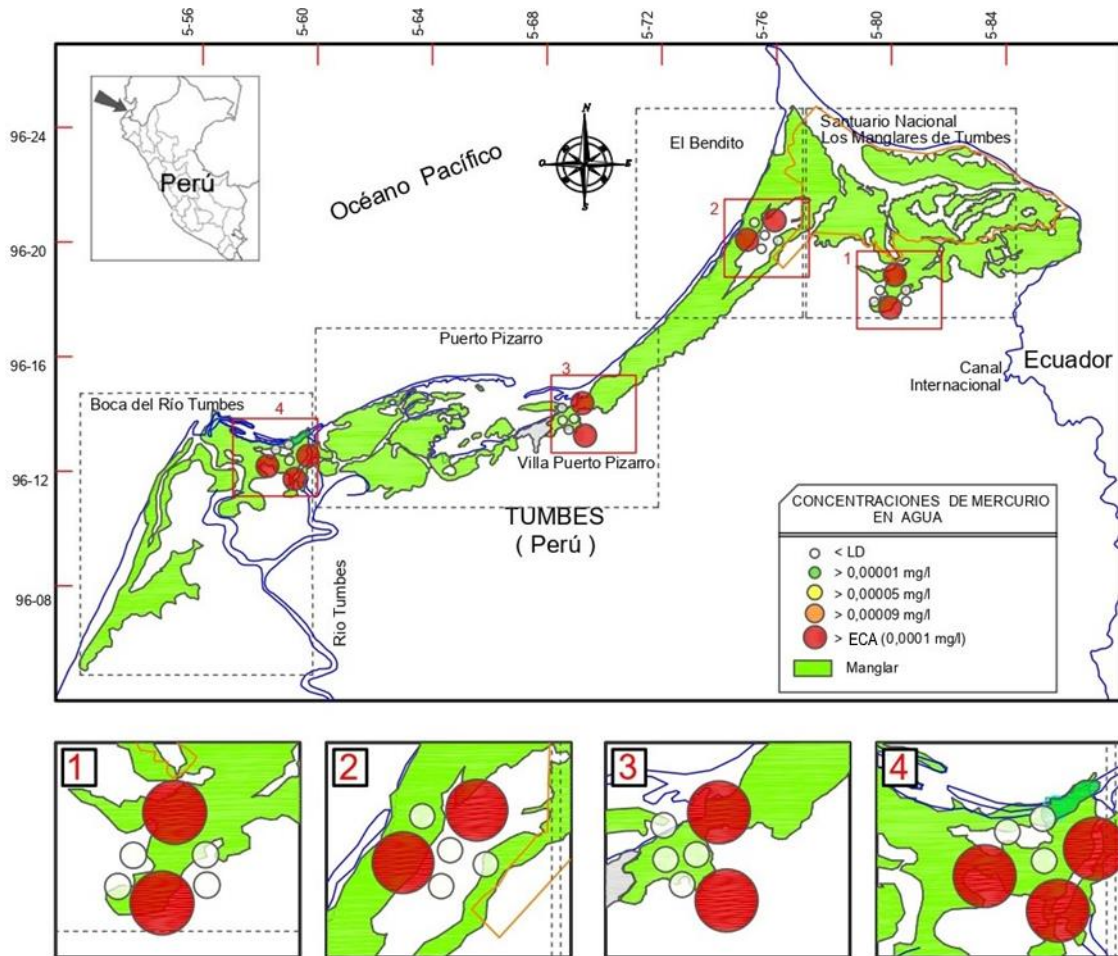 5-56
5-60
5-64
5-68
5-72
5-76
5-80
5-84
96-24
96-20
96-16
96-12
96-08
Perú
Océano Pacífico
N
O
E
S
El Bendito
Santuario Nacional
Los Manglares de Tumbes
2
1
Puerto Pizarro
3
Canal
Internacional
Ecuador
Boca del Río Tumbes
4
Villa Puerto Pizarro
TUMBES
( Perú )
Rio Tumbes
CONCENTRACIONES DE MERCURIO
EN AGUA
< LD
> 0,00001 mg/l
> 0,00005 mg/l
> 0,00009 mg/l
> ECA (0,0001 mg/l)
Manglar
1
2
3
4